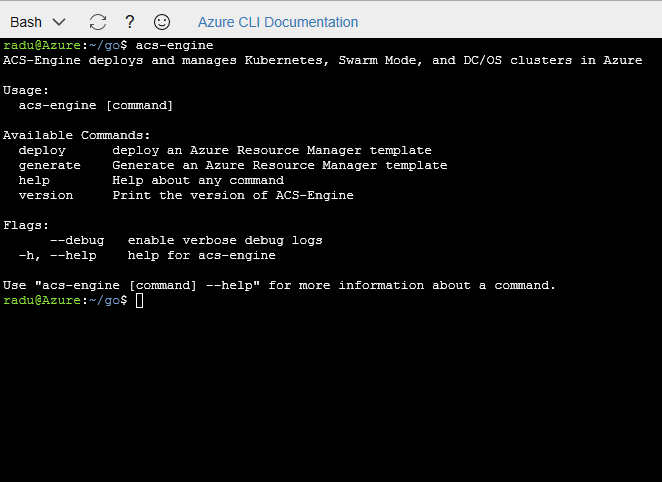 Bash ? Azure CLI Documentation
radu@Azure:~/go$ acs-engine
ACS-Engine deploys and manages Kubernetes, Swarm Mode, and DC/OS clusters in Azure
Usage:
acs-engine [command]
Available Commands:
deploy deploy an Azure Resource Manager template
generate Generate an Azure Resource Manager template
help Help about any command
version Print the version of ACS-Engine
Flags:
--debug enable verbose debug logs
-h, --help help for acs-engine
Use "acs-engine [command] --help" for more information about a command.
radu@Azure:~/go$